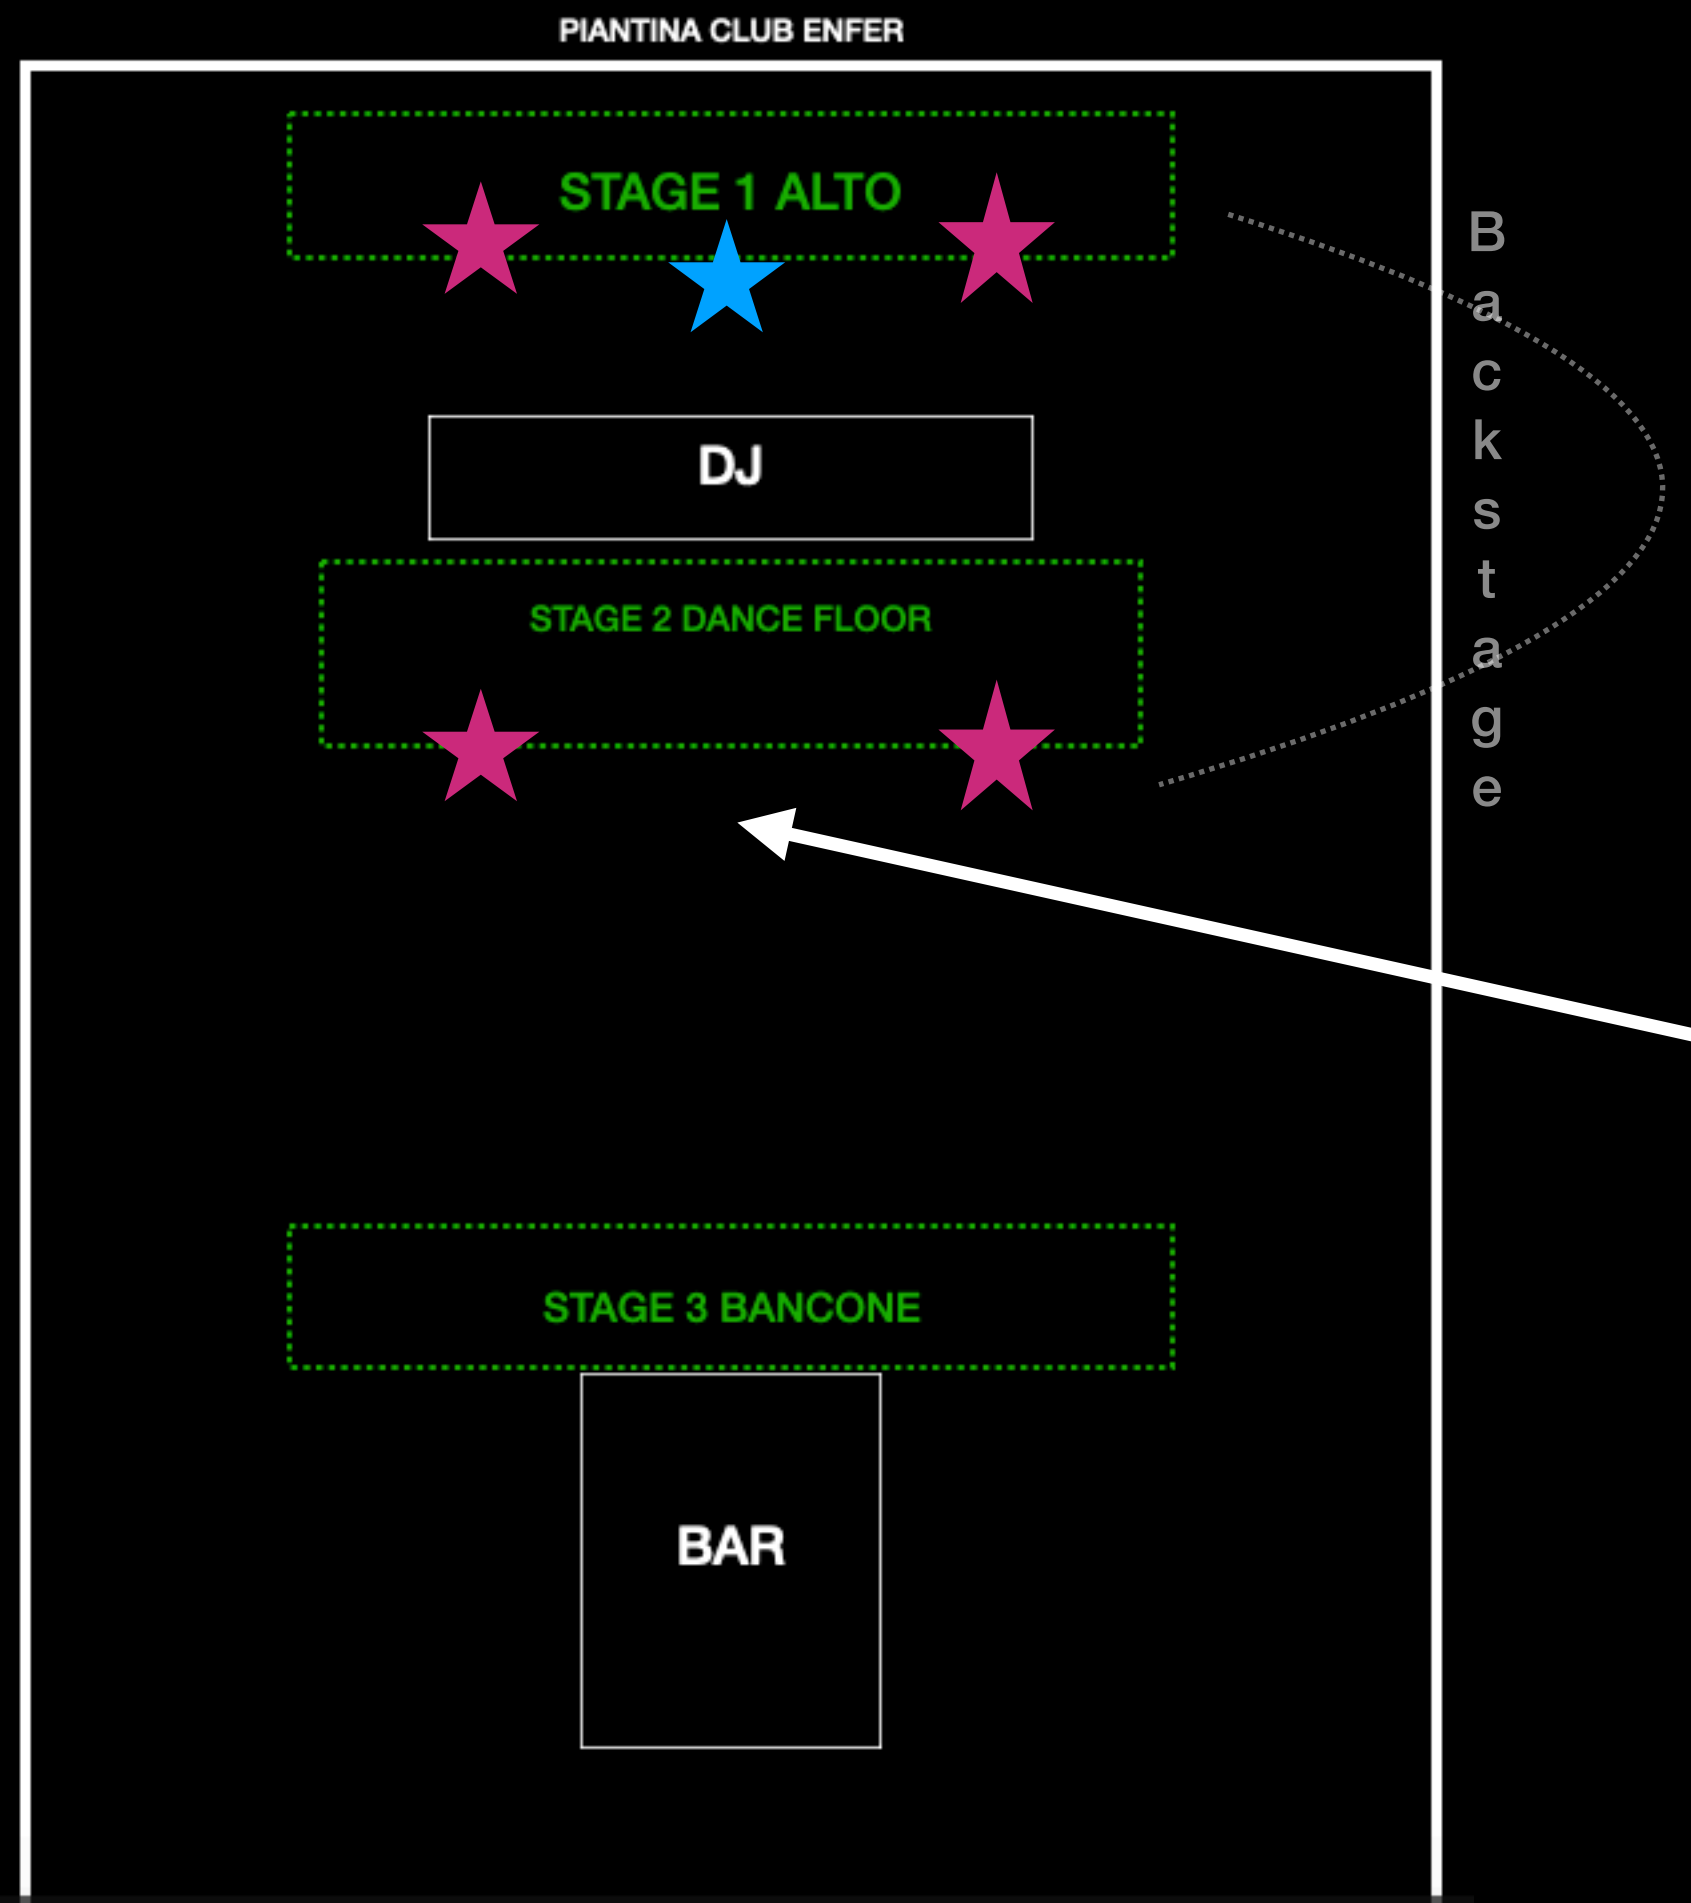 PIANTINA CLUB ENFER
STAGE 1 ALTO
DJ
STAGE 2 DANCE FLOOR
Backstage
STAGE 3 BANCONE
BAR